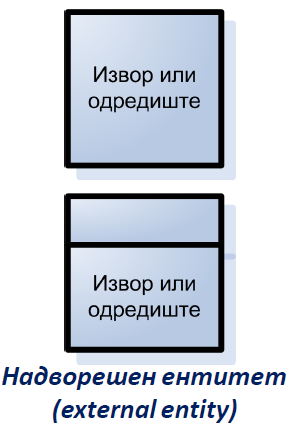 Извор или
одредиште
Извор или
одредиште
Надворешен ентитет
(external entity)